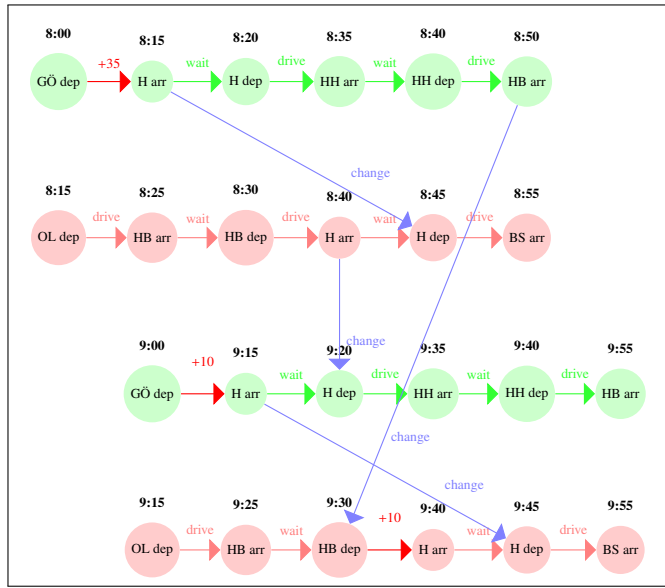 8:00 8:15 8:20 8:35 8:40 8:50
+35 wait drive wait drive
GÖ dep H arr H dep HH arr HH dep HB arr
change
8:15 8:25 8:30 8:40 8:45 8:55
drive wait drive wait drive
OL dep HB arr HB dep H arr H dep BS arr
change
9:00 9:15 9:20 9:35 9:40 9:55
+10 wait drive wait drive
GÖ dep H arr H dep HH arr HH dep HB arr
change
change
9:15 9:25 9:30 9:40 9:45 9:55
drive wait +10 wait drive
OL dep HB arr HB dep H arr H dep BS arr